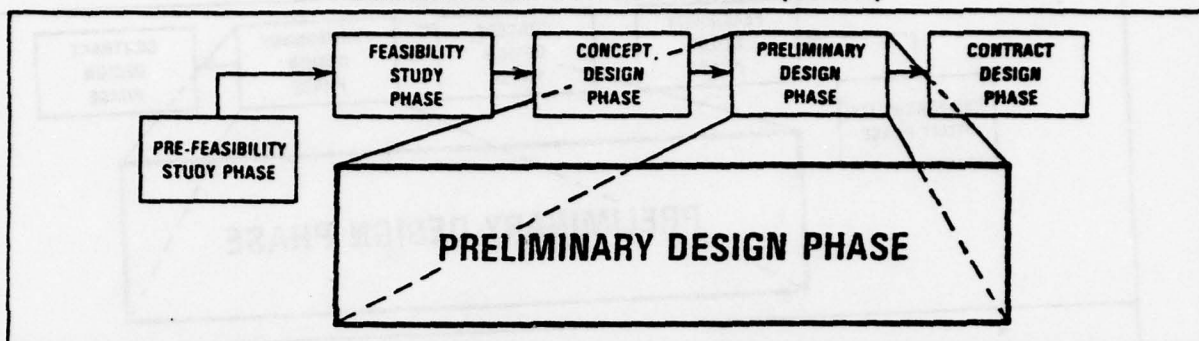 FEASIBILITY
STUDY
PHASE
CONCEPT
DESIGN
PHASE
PRELIMINARY
DESIGN
PHASE
CONTRACT
DESIGN
PHASE
PRE-FEASIBILITY
STUDY PHASE
PRELIMINARY DESIGN PHASE